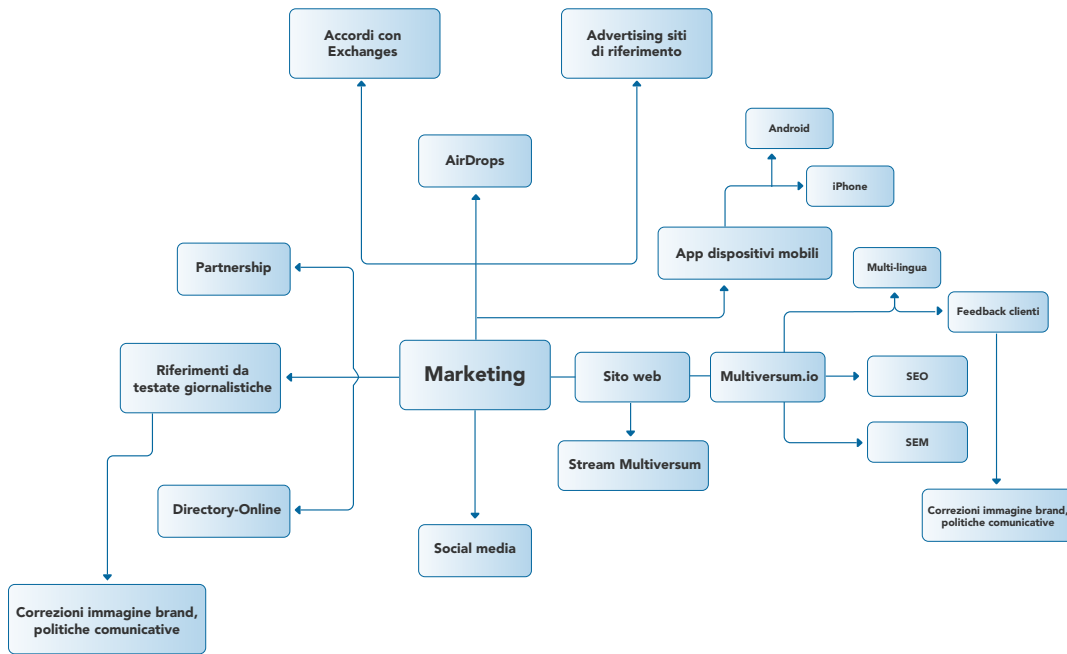 Accordi con
Exchanges
Advertising siti
di riferimento
Android
AirDrops
iPhone
App dispositivi mobili
Partnership
Multi-lingua
Feedback clienti
Riferimenti da
testate giornalistiche
Marketing
Sito web
Multiversum.io
SEO
SEM
Stream Multiversum
Directory-Online
Correzioni immagine brand,
politiche comunicative
Social media
Correzioni immagine brand,
politiche comunicative